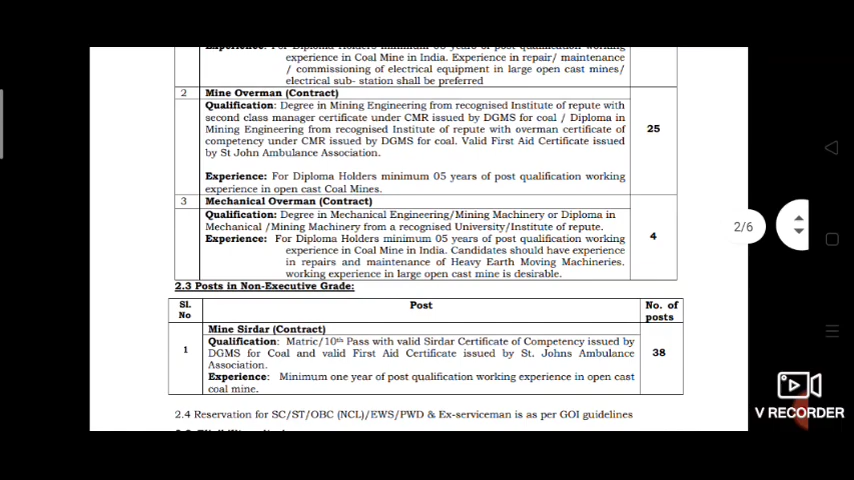 Experience: For Diploma Holders minimum 05 years of post qualification working
experience in Coal Mine in India. Experience in repair/ maintenance
/ commissioning of electrical equipment in large open cast mines/
electrical sub- station shall be preferred
2 Mine Overman (Contract)
Qualification: Degree in Mining Engineering from recognised Institute of repute with
second class manager certificate under CMR issued by DGMS for coal / Diploma in
Mining Engineering from recognised Institute of repute with overman certificate of
competency under CMR issued by DGMS for coal. Valid First Aid Certificate issued
by St John Ambulance Association.
25
Experience: For Diploma Holders minimum 05 years of post qualification working
experience in open cast Coal Mines.
3 Mechanical Overman (Contract)
Qualification: Degree in Mechanical Engineering/Mining Machinery or Diploma in
Mechanical /Mining Machinery from a recognised University/Institute of repute.
Experience: For Diploma Holders minimum 05 years of post qualification working
experience in Coal Mine in India. Candidates should have experience
in repairs and maintenance of Heavy Earth Moving Machineries.
working experience in large open cast mine is desirable.
4
2/6
2.3 Posts in Non-Executive Grade:
Sl. No
Post
No. of posts
1
Mine Sirdar (Contract)
Qualification: Matric/10th Pass with valid Sirdar Certificate of Competency issued by
DGMS for Coal and valid First Aid Certificate issued by St. Johns Ambulance
Association.
Experience: Minimum one year of post qualification working experience in open cast
coal mine.
38
2.4 Reservation for SC/ST/OBC (NCL)/EWS/PWD & Ex-serviceman is as per GOI guidelines
V RECORDER